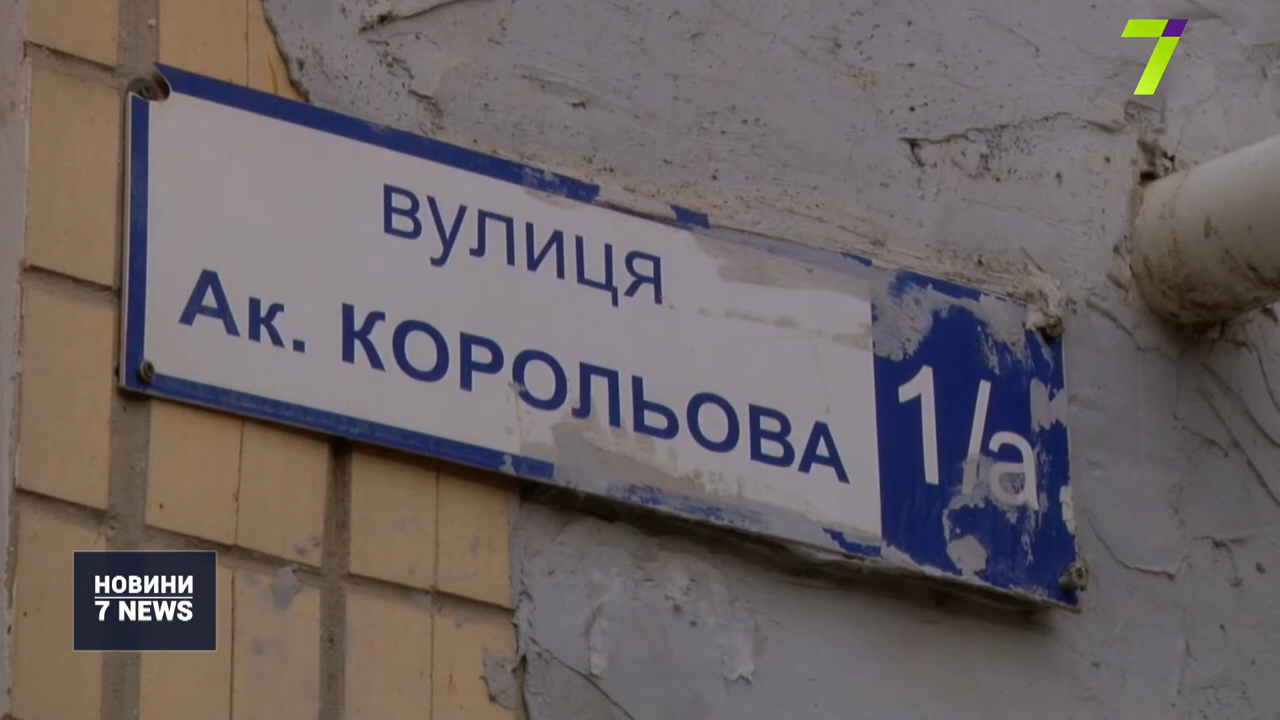 7
вулиця
Ак. КОРОЛЬОВА
1/а
НОВИНИ
7 NEWS